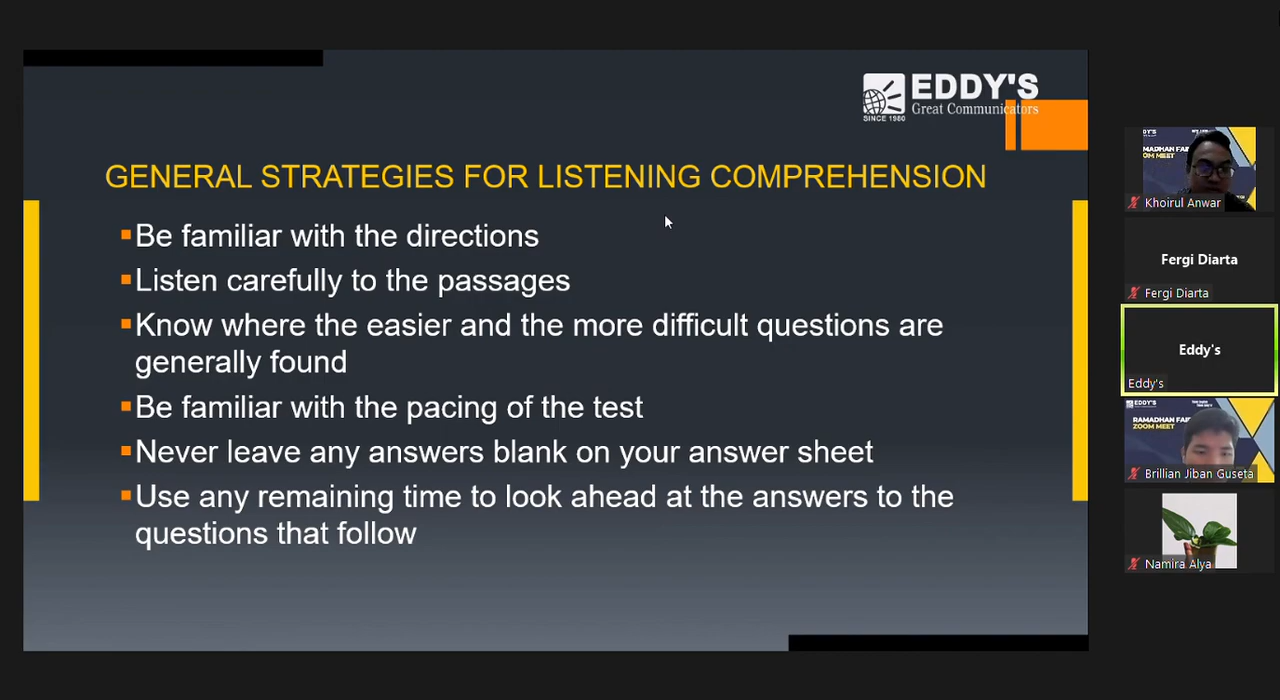 EDDY'S
Great Communicators
SINCE 1980
GENERAL STRATEGIES FOR LISTENING COMPREHENSION
Be familiar with the directions
Listen carefully to the passages
Know where the easier and the more difficult questions are
generally found
Be familiar with the pacing of the test
Never leave any answers blank on your answer sheet
Use any remaining time to look ahead at the answers to the
questions that follow
Khoirul Anwar
Fergi Diarta
Fergi Diarta
Eddy's
Eddy's
EDDY'S
RAMADHAN FAI
ZOOM MEET
Brillian Jiban Guseta
Namira Alya